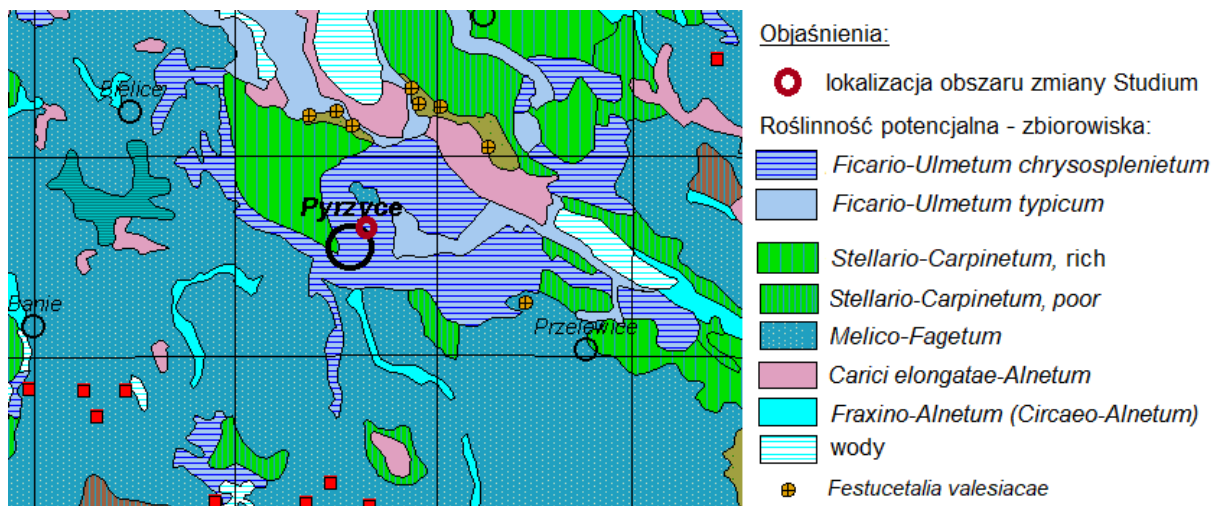 Bielice
Pyrzyce
Banie
Przelewice
Objaśnienia:
lokalizacja obszaru zmiany Studium
Roślinność potencjalna - zbiorowiska:
Ficario-Ulmetum chrysosplenietum
Ficario-Ulmetum typicum
Stellario-Carpinetum, rich
Stellario-Carpinetum, poor
Melico-Fagetum
Carici elongatae-Alnetum
Fraxino-Alnetum (Circaeo-Alnetum)
wody
Festucetalia valesiacae